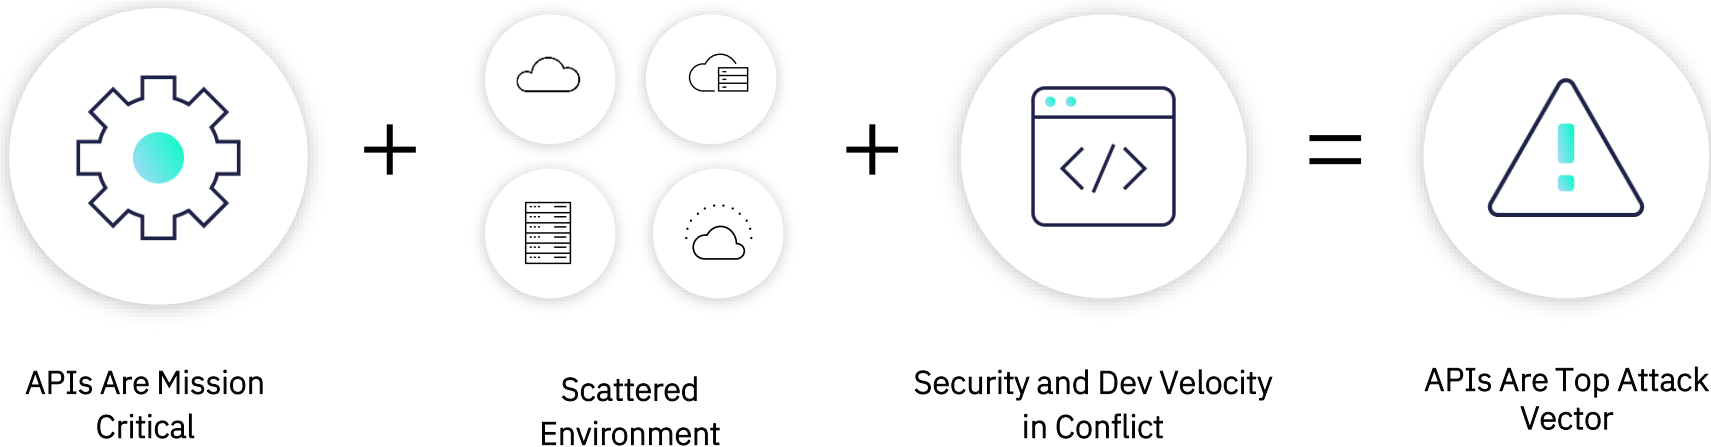 APIs Are Mission
Critical
Scattered
Environment
Security and Dev Velocity
in Conflict
APIs Are Top Attack
Vector